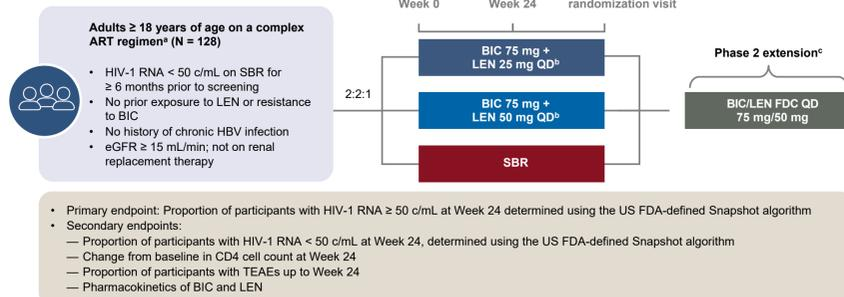 Week 0 Week 24 randomization visit
Adults ≥ 18 years of age on a complex
ART regimenᵃ (N = 128)
• HIV-1 RNA < 50 c/mL on SBR for
≥ 6 months prior to screening
• No prior exposure to LEN or resistance
to BIC
• No history of chronic HBV infection
• eGFR ≥ 15 mL/min; not on renal
replacement therapy
2:2:1
BIC 75 mg +
LEN 25 mg QDᵇ
BIC 75 mg +
LEN 50 mg QDᵇ
SBR
Phase 2 extensionᶜ
BIC/LEN FDC QD
75 mg/50 mg
• Primary endpoint: Proportion of participants with HIV-1 RNA ≥ 50 c/mL at Week 24 determined using the US FDA-defined Snapshot algorithm
• Secondary endpoints:
— Proportion of participants with HIV-1 RNA < 50 c/mL at Week 24, determined using the US FDA-defined Snapshot algorithm
— Change from baseline in CD4 cell count at Week 24
— Proportion of participants with TEAEs up to Week 24
— Pharmacokinetics of BIC and LEN